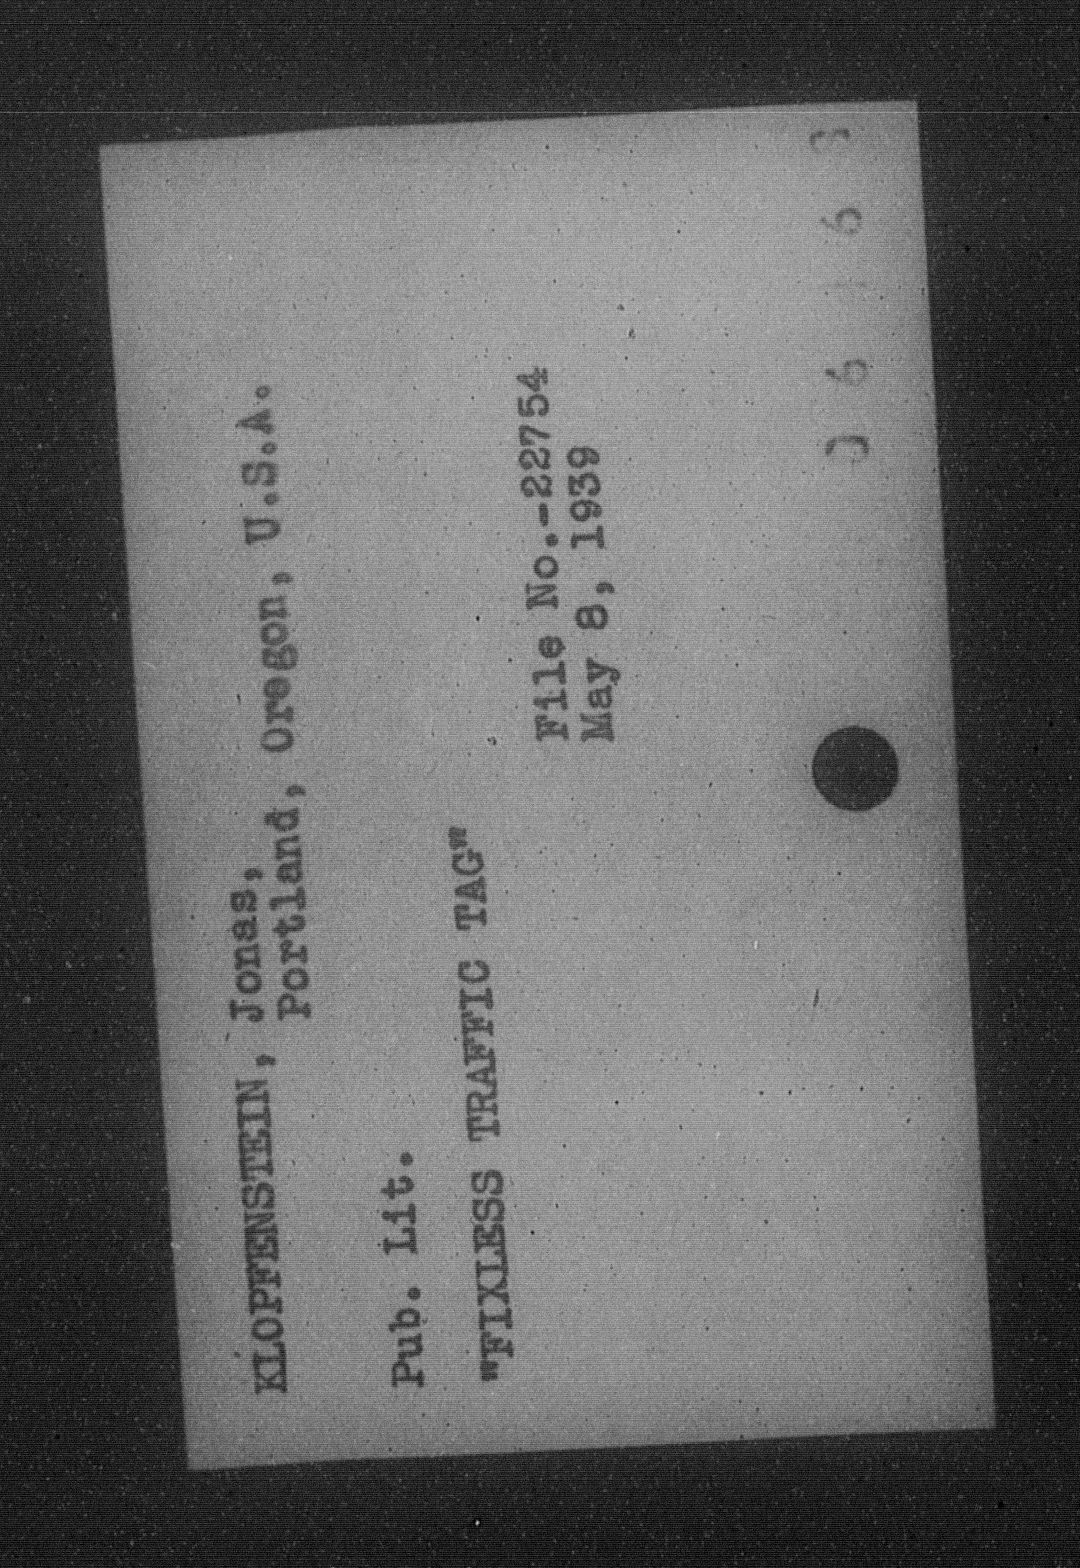 KLOPFENSTEIN, Jonas,
Portland, Oregon, U.S.A.
Pub. Lit.
"FIXLESS TRAFFIC TAG"
File No.-22754
May 8, 1939